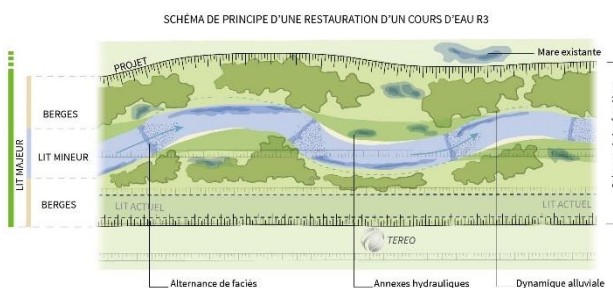 SCHÉMA DE PRINCIPE D'UNE RESTAURATION D'UN COURS D'EAU R3
Mare existante
PROJET
BERGES
LIT MAJEUR
LIT MINEUR
BERGES
LIT ACTUEL
LIT ACTUEL
TEREO
Alternance de faciés
Annexes hydrauliques
Dynamique alluviale